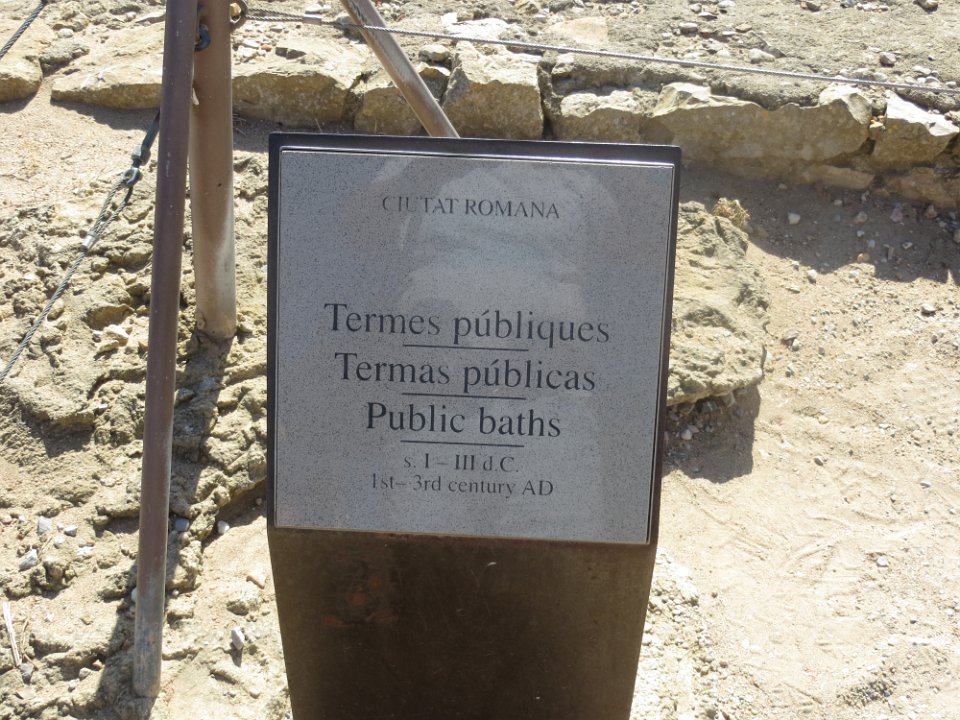 CIUTAT ROMANA
Termes públiques
Termas públicas
Public baths
s. I – III d.C.
1st– 3rd century AD